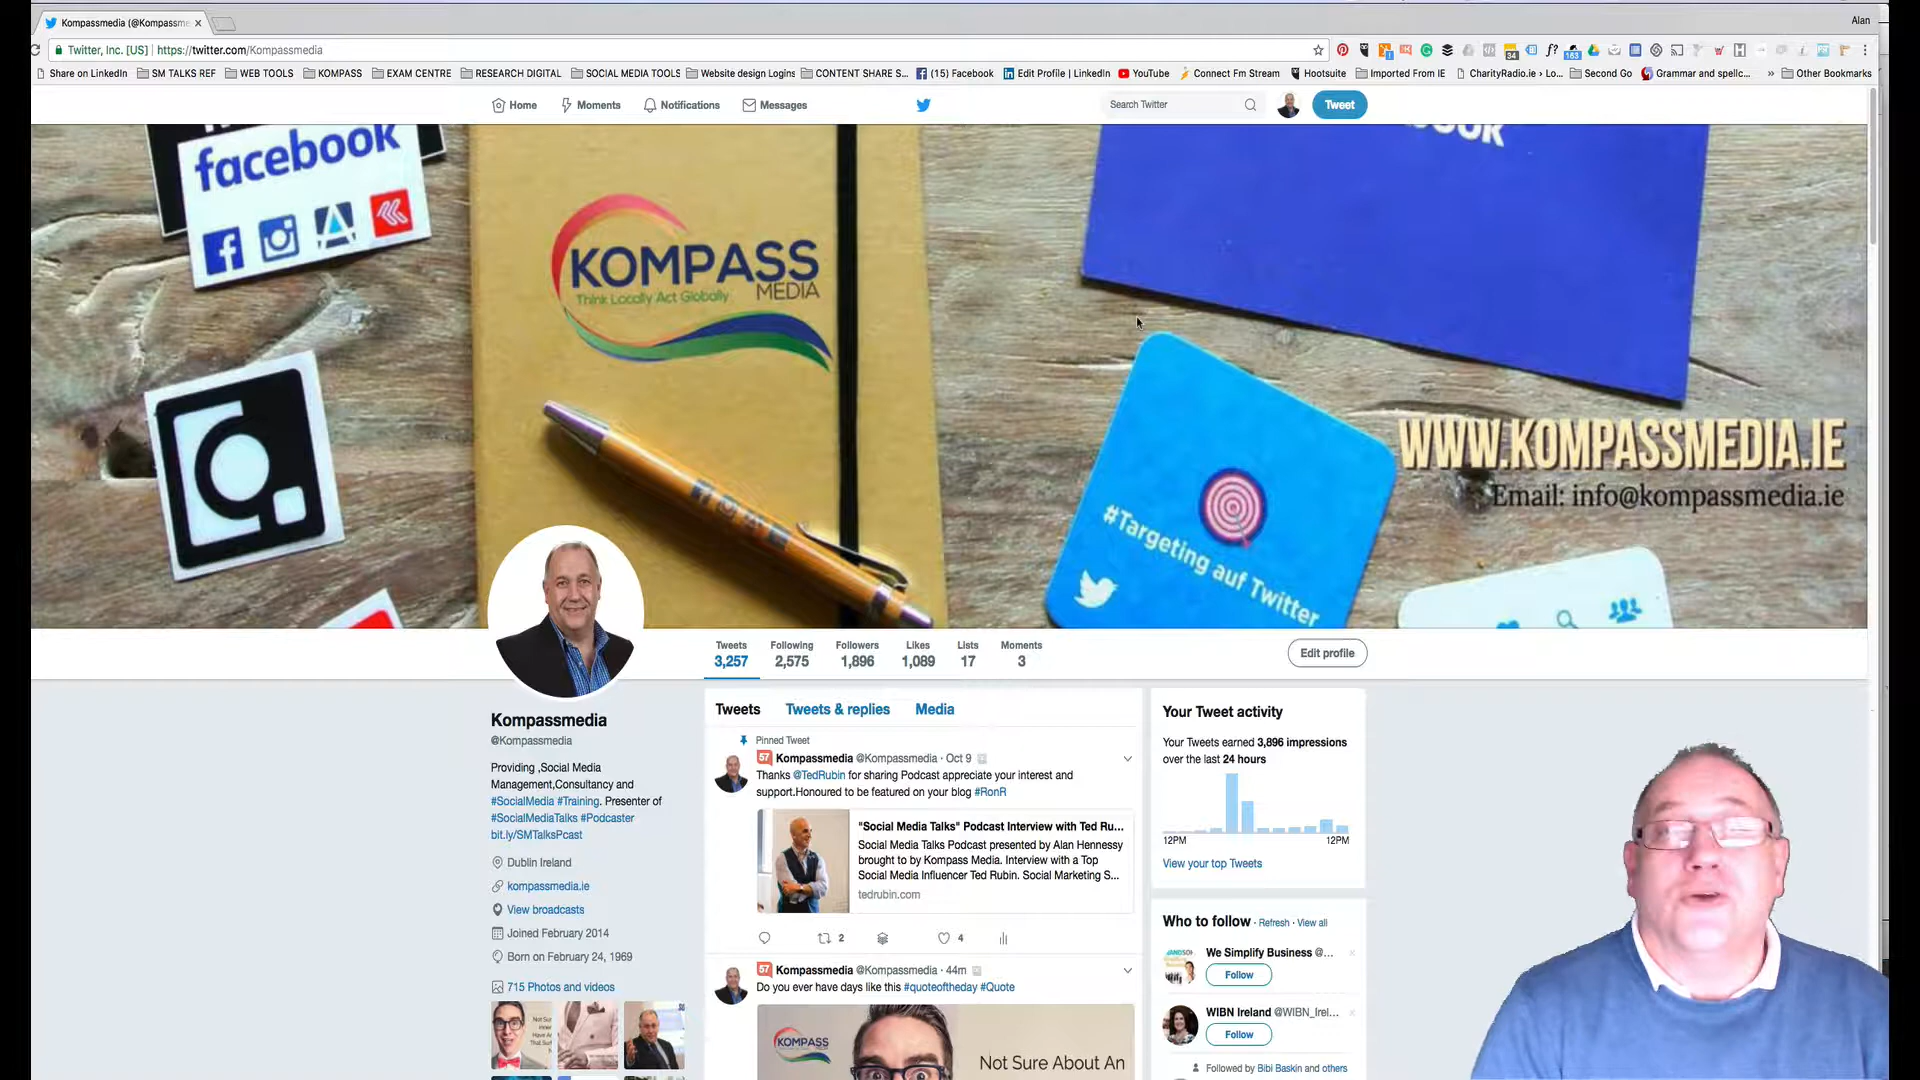 Kompassmedia (@Kompassme
Alan
Twitter, Inc. [US] | https://twitter.com/Kompassmedia
Share on LinkedIn SM TALKS REF WEB TOOLS KOMPASS EXAM CENTRE RESEARCH DIGITAL SOCIAL MEDIA TOOLS Website design Logins CONTENT SHARE S... (15) Facebook Edit Profile | LinkedIn YouTube Connect Fm Stream Hootsuite Imported From IE CharityRadio.ie › Lo... Second Go Grammar and spellc... » Other Bookmarks
Home Moments Notifications Messages Search Twitter Tweet
facebook
KOMPASS
MEDIA
Think Locally Act Globally
WWW.KOMPASSMEDIA.IE
Email: info@kompassmedia.ie
#Targeting auf Twitter
Tweets Following Followers Likes Lists Moments
3,257 2,575 1,896 1,089 17 3
Edit profile
Kompassmedia
@Kompassmedia
Providing ,Social Media
Management,Consultancy and
#SocialMedia #Training. Presenter of
#SocialMediaTalks #Podcaster
bit.ly/SMTalksPcast
Dublin Ireland
kompassmedia.ie
View broadcasts
Joined February 2014
Born on February 24, 1969
715 Photos and videos
Tweets Tweets & replies Media
Pinned Tweet
57 Kompassmedia @Kompassmedia · Oct 9
Thanks @TedRubin for sharing Podcast appreciate your interest and
support.Honoured to be featured on your blog #RonR
"Social Media Talks" Podcast Interview with Ted Ru...
Social Media Talks Podcast presented by Alan Hennessy
brought to by Kompass Media. Interview with a Top
Social Media Influencer Ted Rubin. Social Marketing S...
tedrubin.com
2 4
57 Kompassmedia @Kompassmedia · 44m
Do you ever have days like this #quoteoftheday #Quote
KOMPASS
Not Sure About An
Your Tweet activity
Your Tweets earned 3,896 impressions
over the last 24 hours
12PM 12PM
View your top Tweets
Who to follow · Refresh · View all
We Simplify Business @...
Follow
WIBN Ireland @WIBN_Irel...
Follow
Followed by Bibi Baskin and others